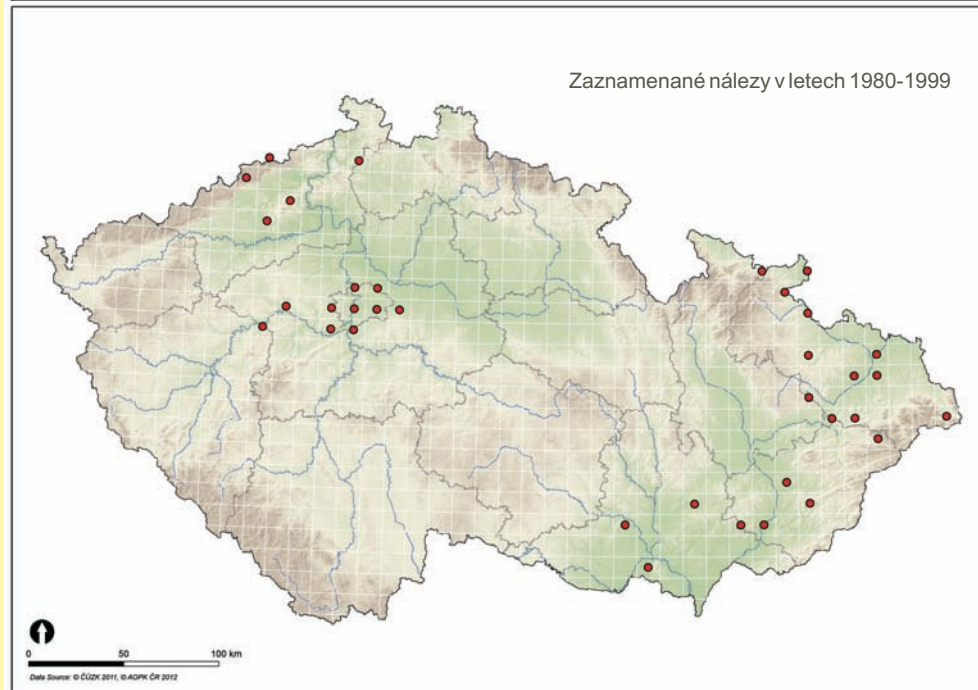 Zaznamenané nálezy v letech 1980-1999
0 50 100 km
Data Source: © ČÚZK 2011, © AOPK ČR 2012